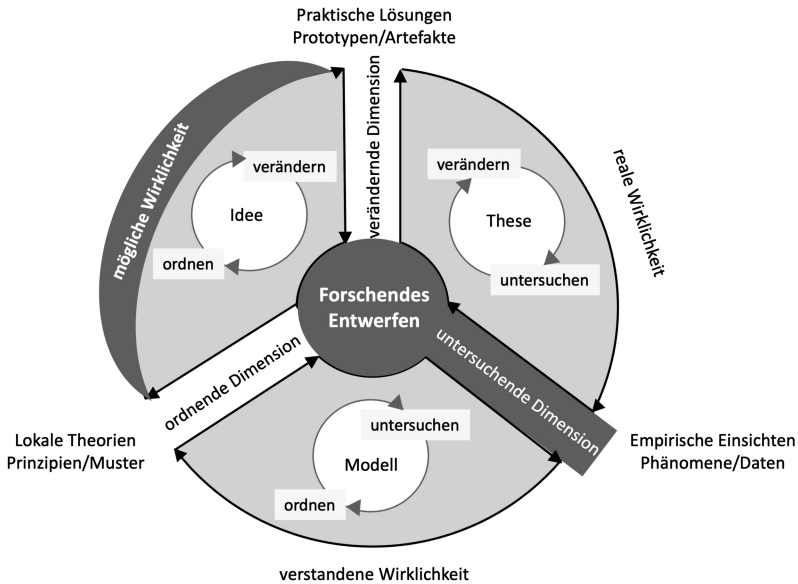 Praktische Lösungen
Prototypen/Artefakte
verändernde Dimension
mögliche Wirklichkeit
reale Wirklichkeit
verändern
Idee
ordnen
verändern
These
untersuchen
Forschendes
Entwerfen
ordnende Dimension
untersuchende Dimension
Lokale Theorien
Prinzipien/Muster
untersuchen
Modell
ordnen
Empirische Einsichten
Phänomene/Daten
verstandene Wirklichkeit